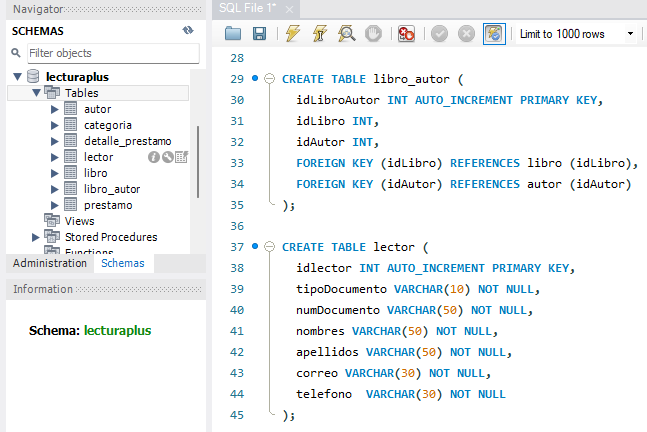 Navigator
SCHEMAS
Filter objects
lecturaplus
Tables
autor
categoria
detalle_prestamo
lector
libro
libro_autor
prestamo
Views
Stored Procedures
Functions
Administration Schemas
Information
Schema: lecturaplus
SQL File 1*
Limit to 1000 rows
28
29 CREATE TABLE libro_autor (
30 idLibroAutor INT AUTO_INCREMENT PRIMARY KEY,
31 idLibro INT,
32 idAutor INT,
33 FOREIGN KEY (idLibro) REFERENCES libro (idLibro),
34 FOREIGN KEY (idAutor) REFERENCES autor (idAutor)
35 );
36
37 CREATE TABLE lector (
38 idlector INT AUTO_INCREMENT PRIMARY KEY,
39 tipoDocumento VARCHAR(10) NOT NULL,
40 numDocumento VARCHAR(50) NOT NULL,
41 nombres VARCHAR(50) NOT NULL,
42 apellidos VARCHAR(50) NOT NULL,
43 correo VARCHAR(30) NOT NULL,
44 telefono  VARCHAR(30) NOT NULL
45 );